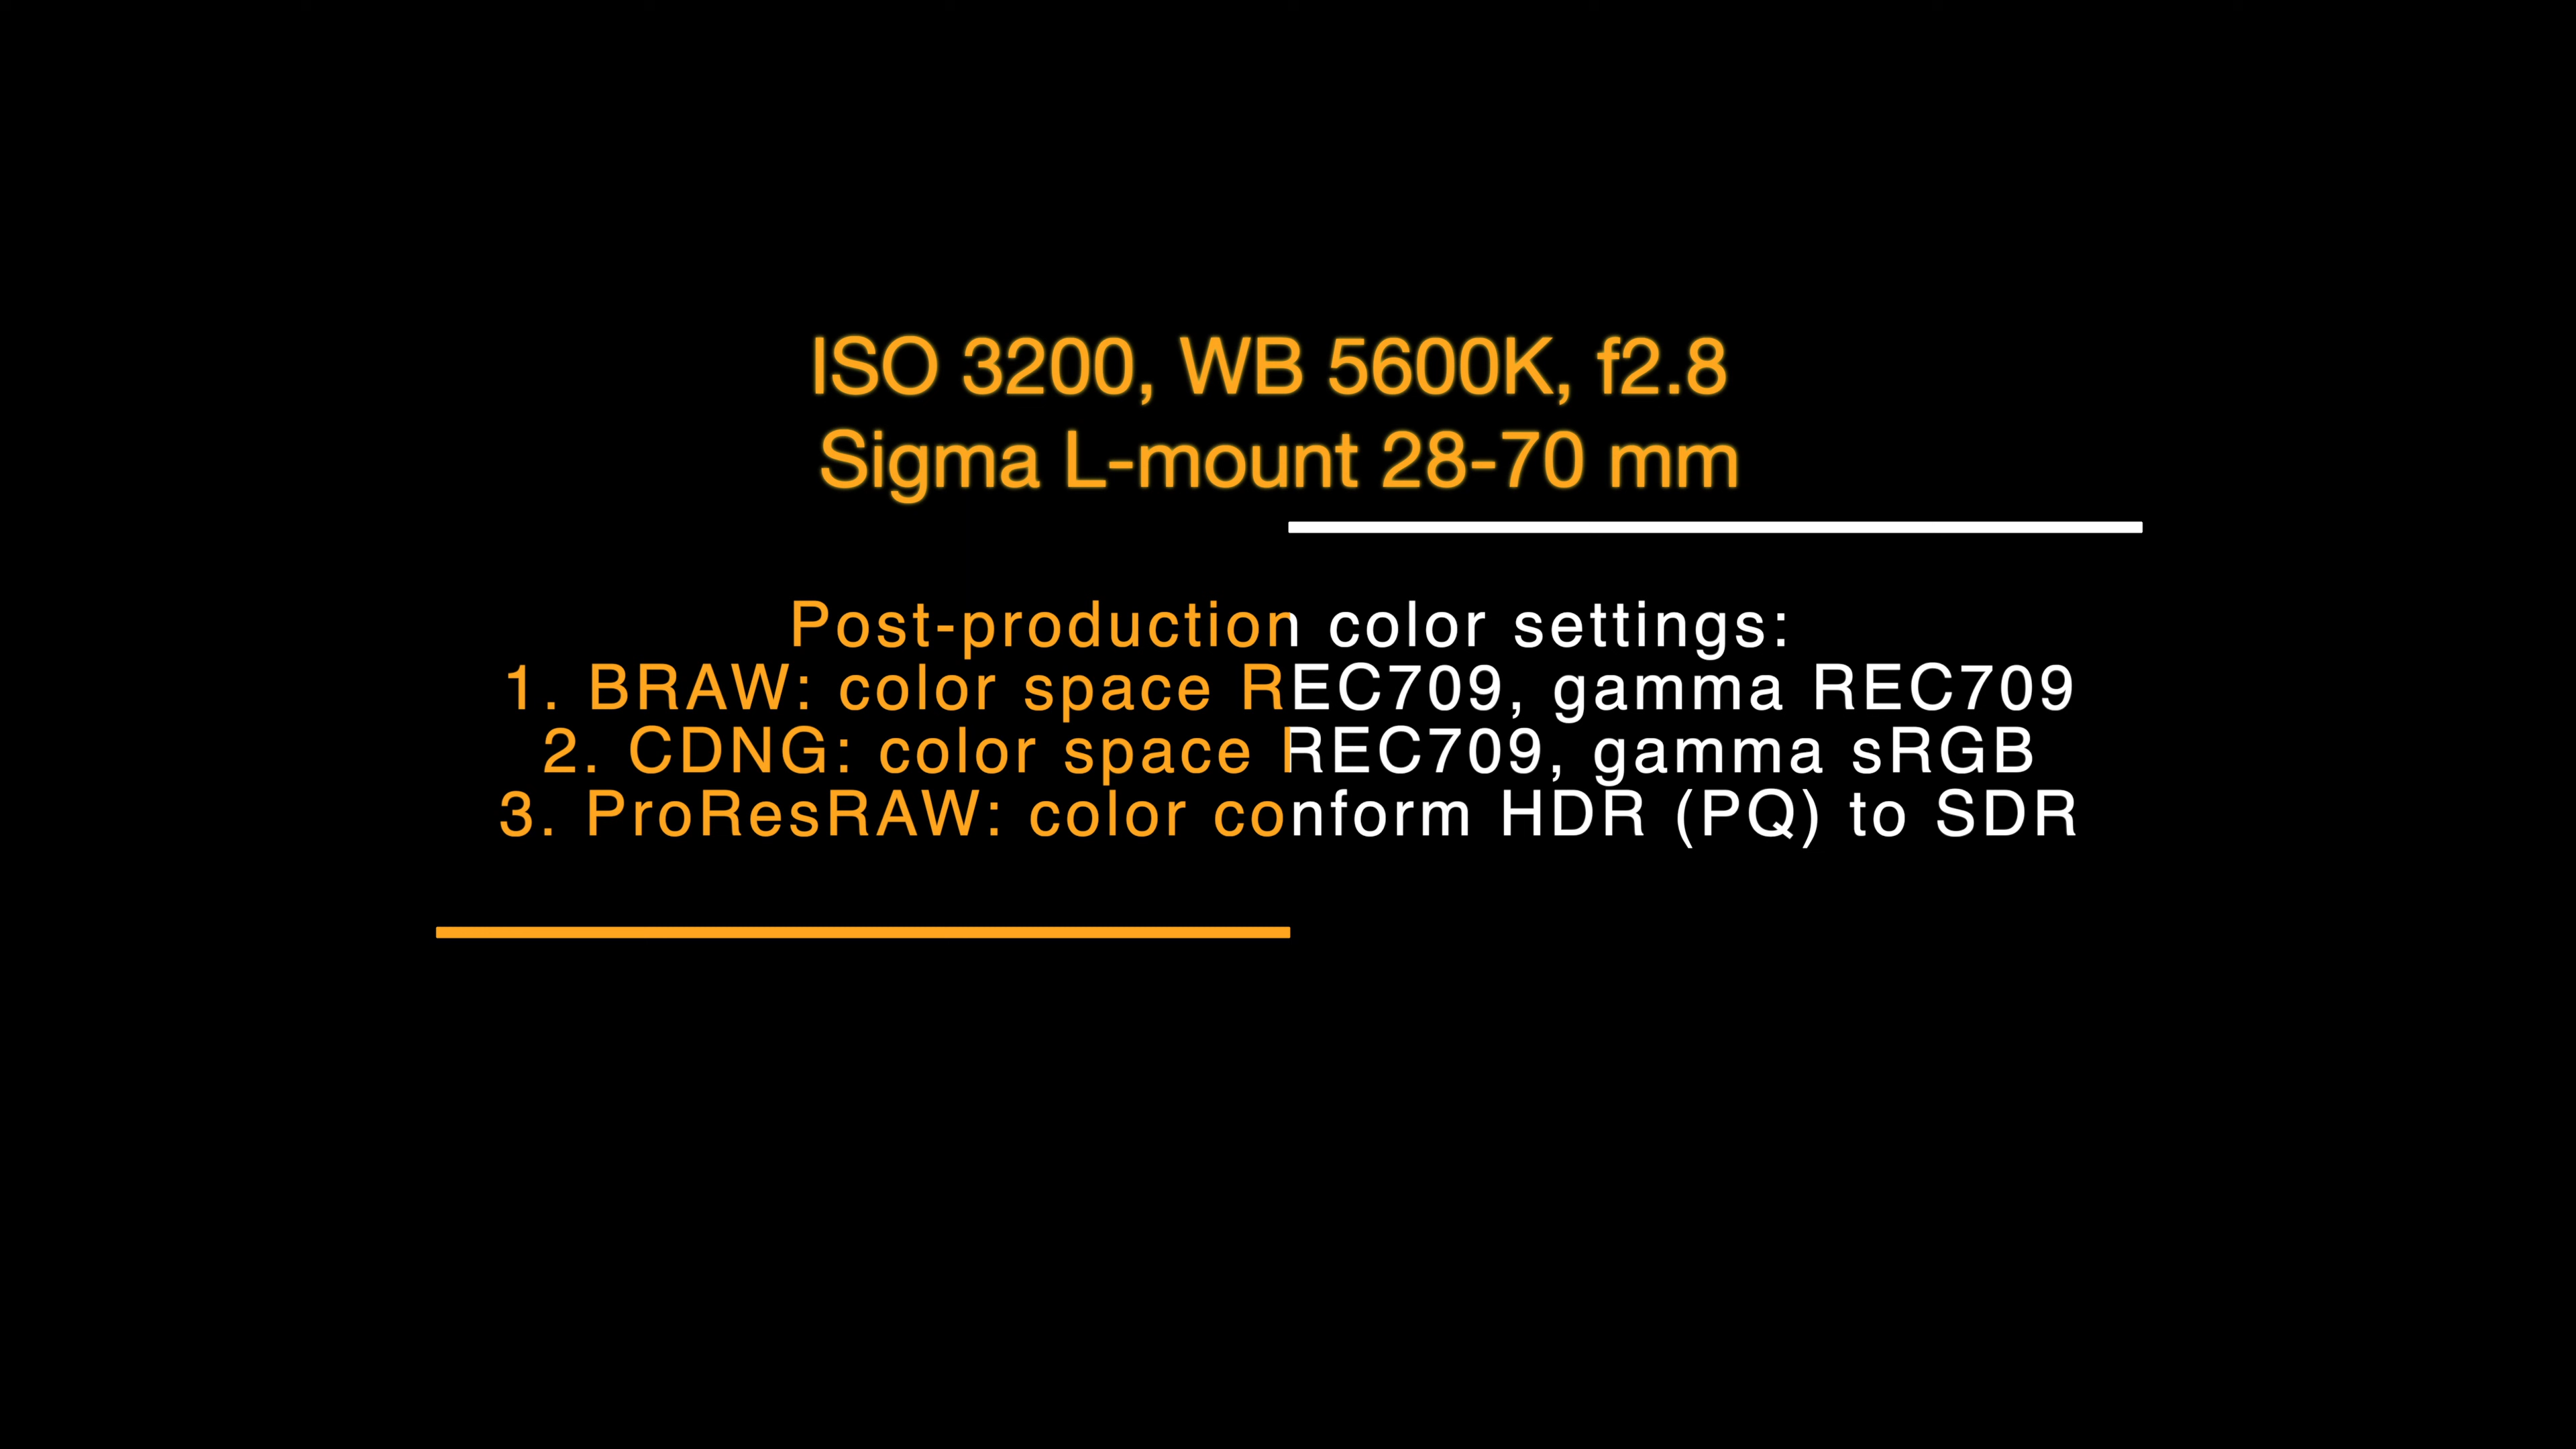 ISO 3200, WB 5600K, f2.8
Sigma L-mount 28-70 mm
Post-production color settings:
1. BRAW: color space REC709, gamma REC709
2. CDNG: color space REC709, gamma sRGB
3. ProResRAW: color conform HDR (PQ) to SDR